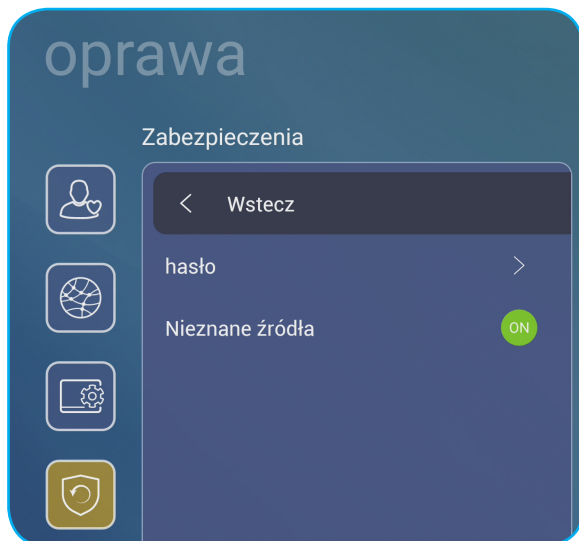 oprawa
Zabezpieczenia
Wstecz
hasło
Nieznane źródła
ON